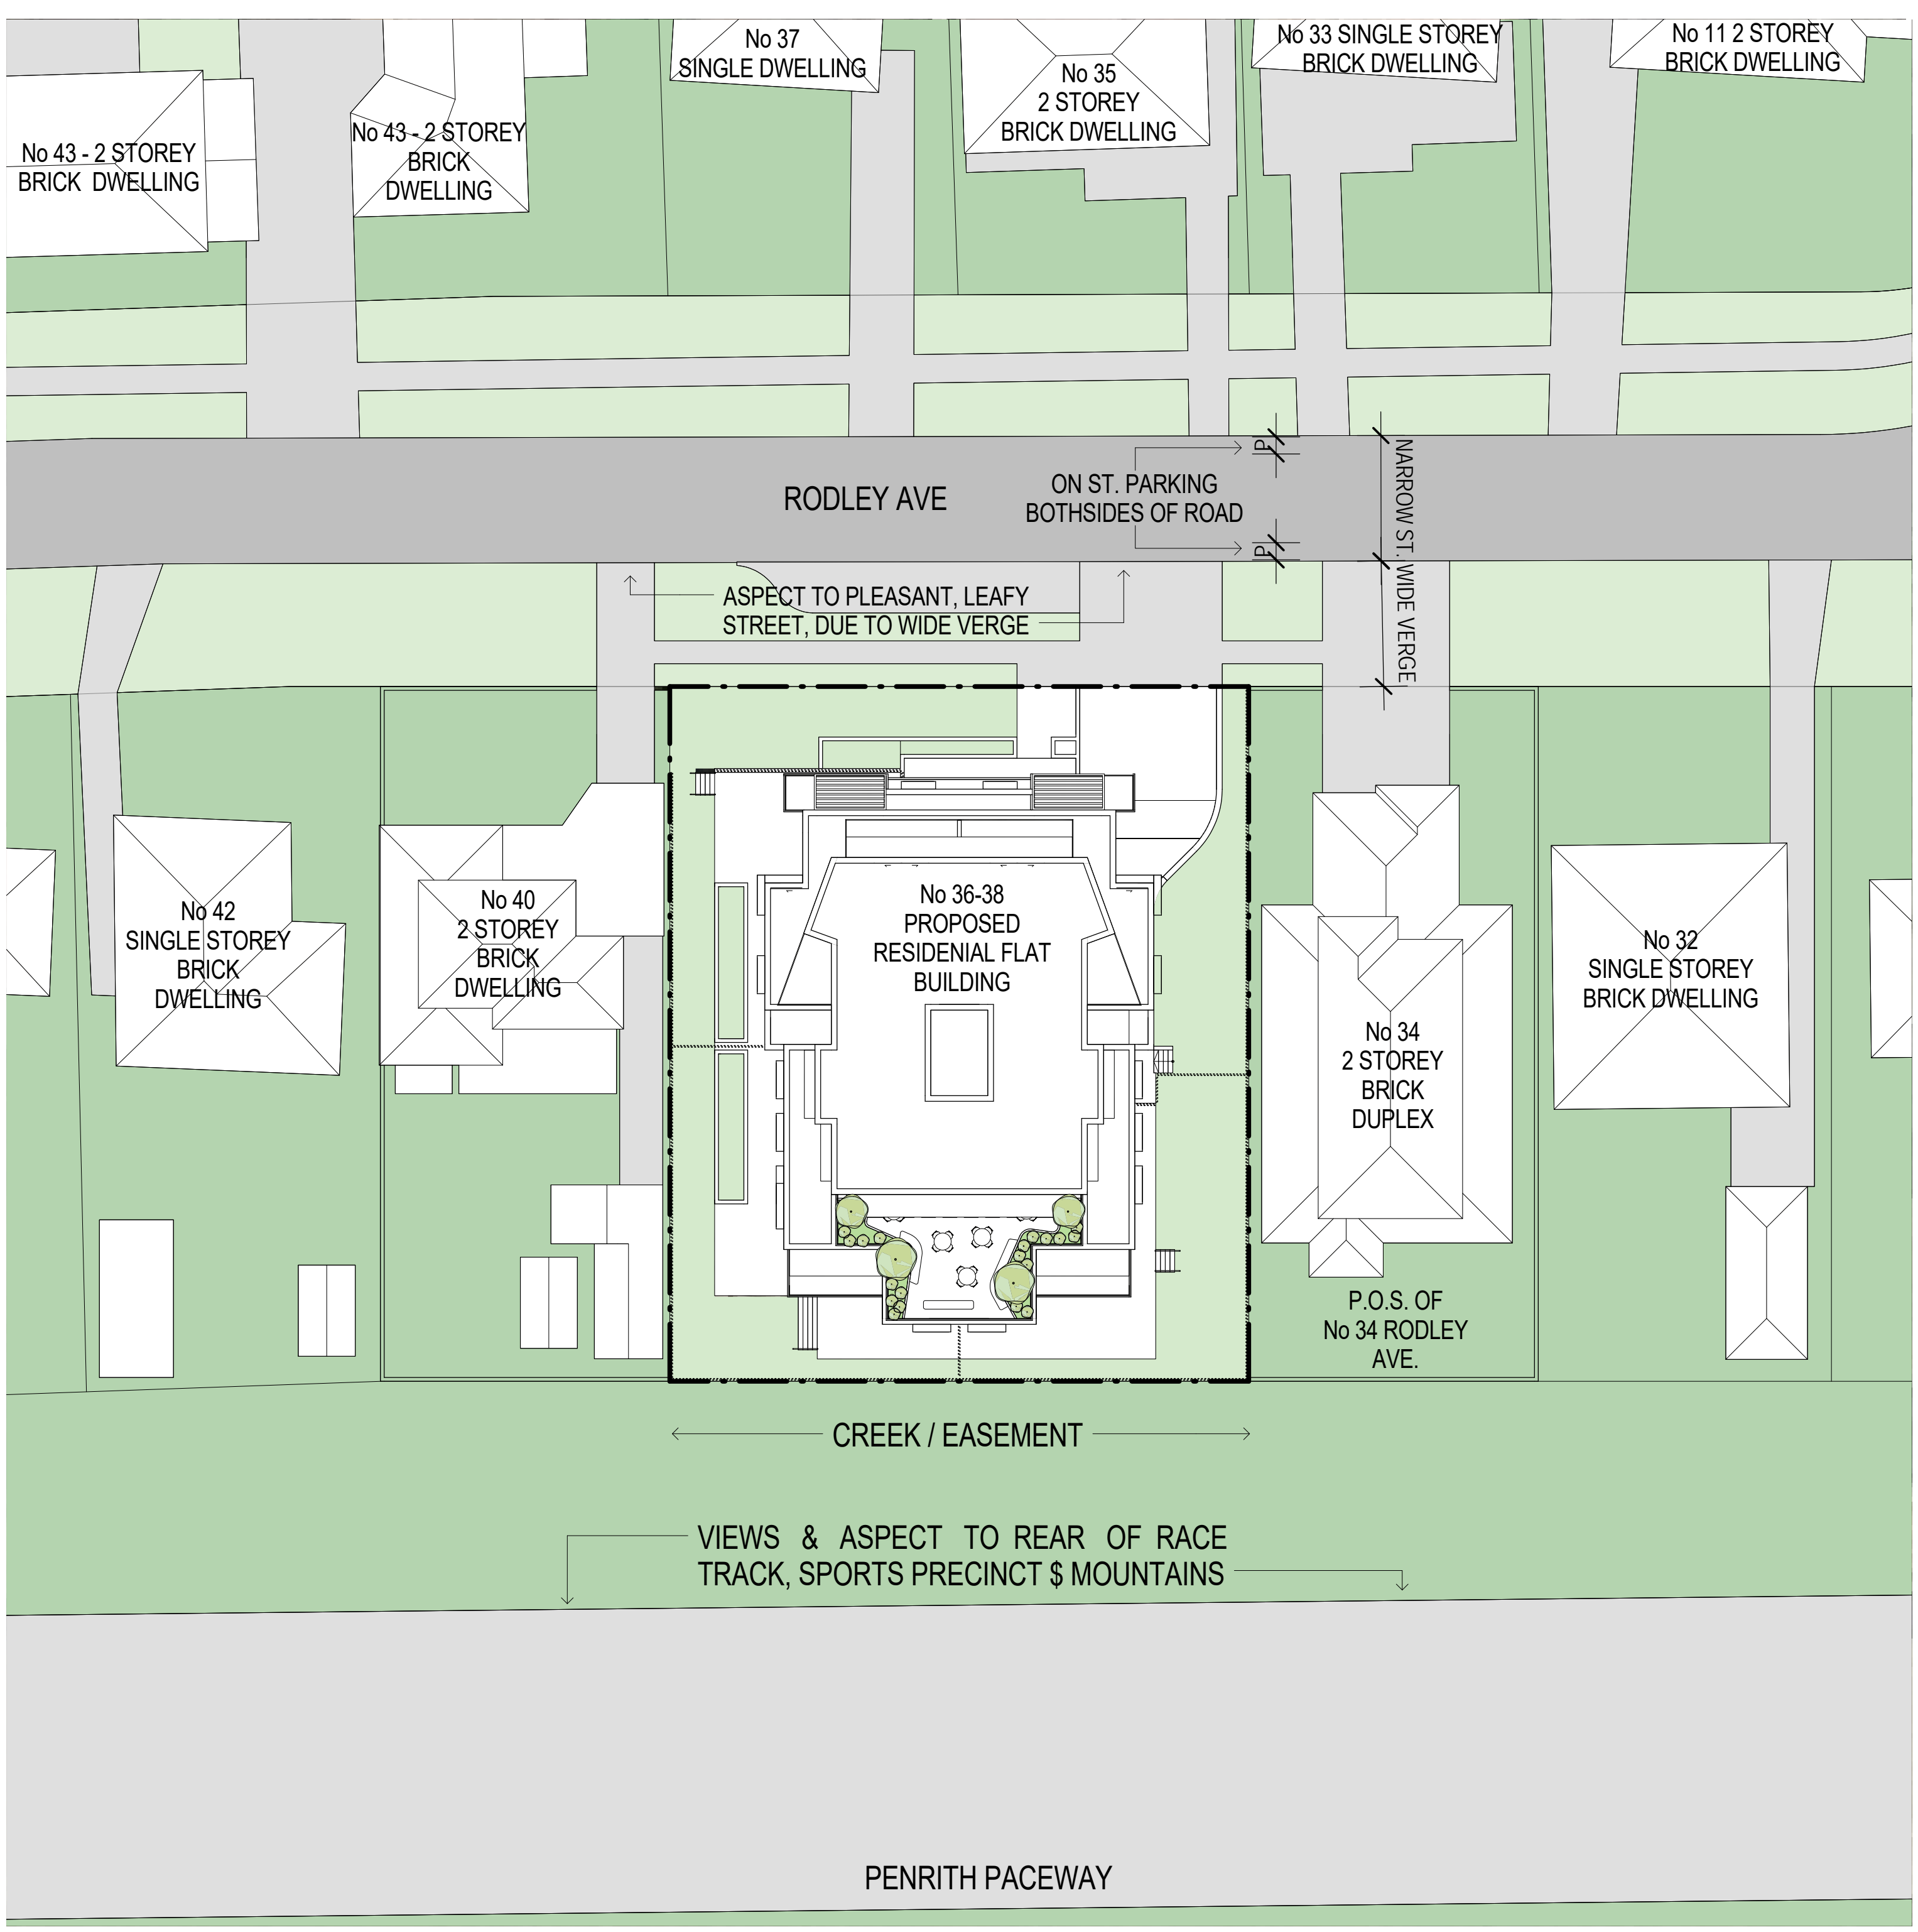 No 37
SINGLE DWELLING
No 35
2 STOREY
BRICK DWELLING
No 33 SINGLE STOREY
BRICK DWELLING
No 11 2 STOREY
BRICK DWELLING
No 43 - 2 STOREY
BRICK DWELLING
No 43 - 2 STOREY
BRICK
DWELLING
RODLEY AVE
ON ST. PARKING
BOTHSIDES OF ROAD
P
P
NARROW ST.
WIDE VERGE
ASPECT TO PLEASANT, LEAFY
STREET, DUE TO WIDE VERGE
No 42
SINGLE STOREY
BRICK
DWELLING
No 40
2 STOREY
BRICK
DWELLING
No 36-38
PROPOSED
RESIDENIAL FLAT
BUILDING
No 34
2 STOREY
BRICK
DUPLEX
No 32
SINGLE STOREY
BRICK DWELLING
P.O.S. OF
No 34 RODLEY
AVE.
CREEK / EASEMENT
VIEWS & ASPECT TO REAR OF RACE
TRACK, SPORTS PRECINCT $ MOUNTAINS
PENRITH PACEWAY